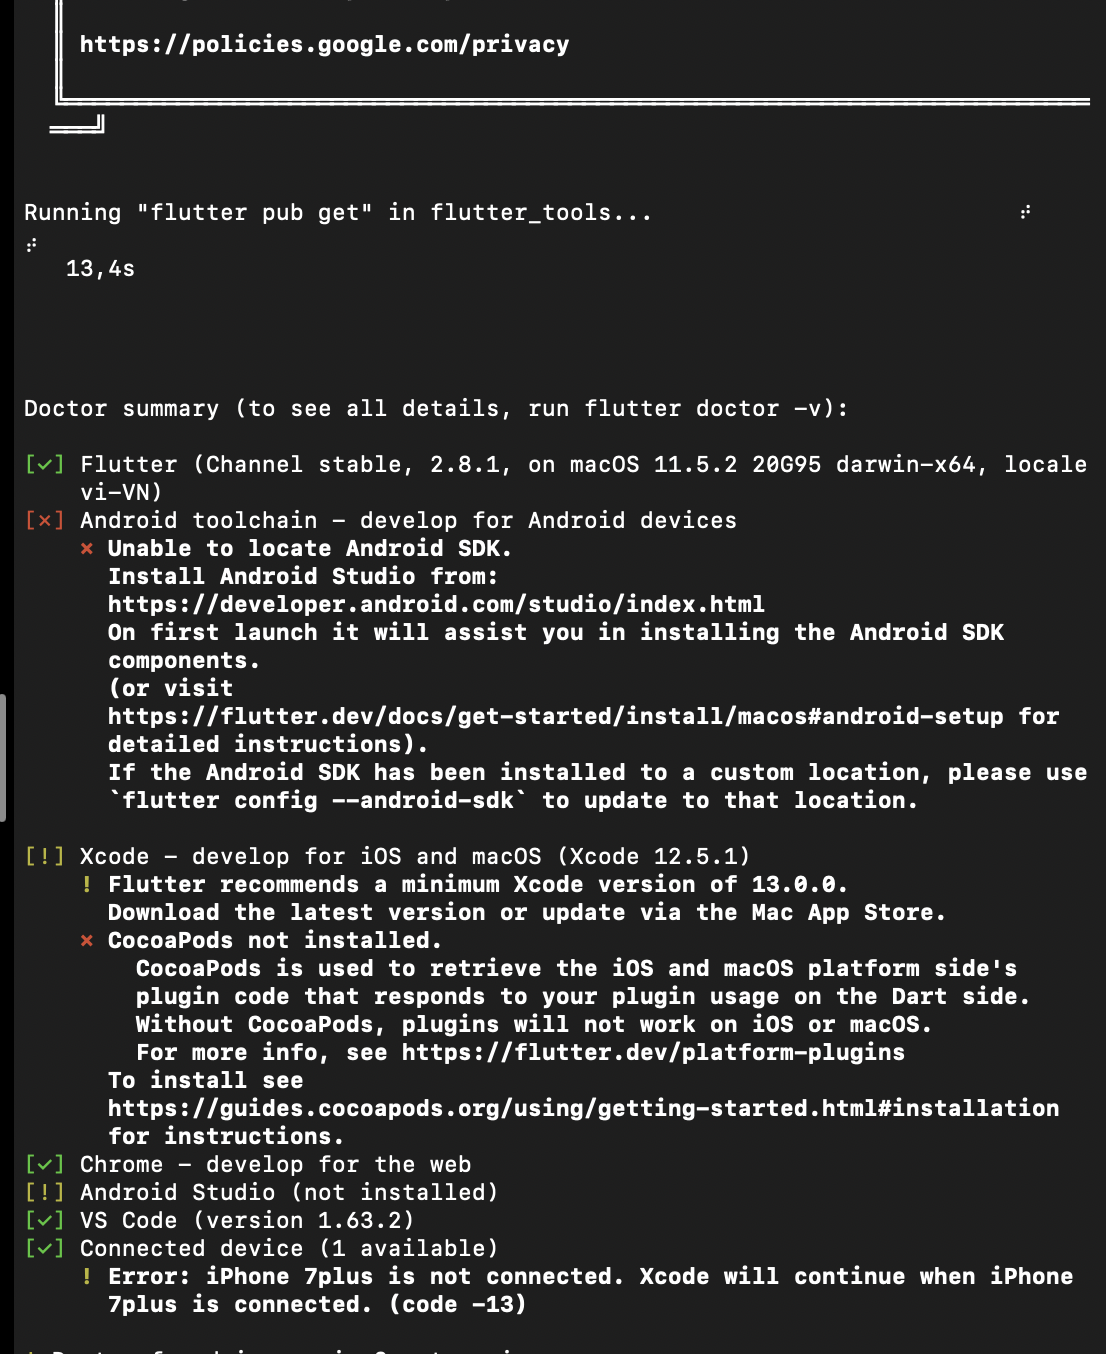 https://policies.google.com/privacy
Running "flutter pub get" in flutter_tools...
13,4s
Doctor summary (to see all details, run flutter doctor -v):
[✓] Flutter (Channel stable, 2.8.1, on macOS 11.5.2 20G95 darwin-x64, locale
vi-VN)
[✗] Android toolchain - develop for Android devices
✗ Unable to locate Android SDK.
Install Android Studio from:
https://developer.android.com/studio/index.html
On first launch it will assist you in installing the Android SDK
components.
(or visit
https://flutter.dev/docs/get-started/install/macos#android-setup for
detailed instructions).
If the Android SDK has been installed to a custom location, please use
`flutter config --android-sdk` to update to that location.
[!] Xcode - develop for iOS and macOS (Xcode 12.5.1)
! Flutter recommends a minimum Xcode version of 13.0.0.
Download the latest version or update via the Mac App Store.
✗ CocoaPods not installed.
CocoaPods is used to retrieve the iOS and macOS platform side's
plugin code that responds to your plugin usage on the Dart side.
Without CocoaPods, plugins will not work on iOS or macOS.
For more info, see https://flutter.dev/platform-plugins
To install see
https://guides.cocoapods.org/using/getting-started.html#installation
for instructions.
[✓] Chrome - develop for the web
[!] Android Studio (not installed)
[✓] VS Code (version 1.63.2)
[✓] Connected device (1 available)
! Error: iPhone 7plus is not connected. Xcode will continue when iPhone
7plus is connected. (code -13)